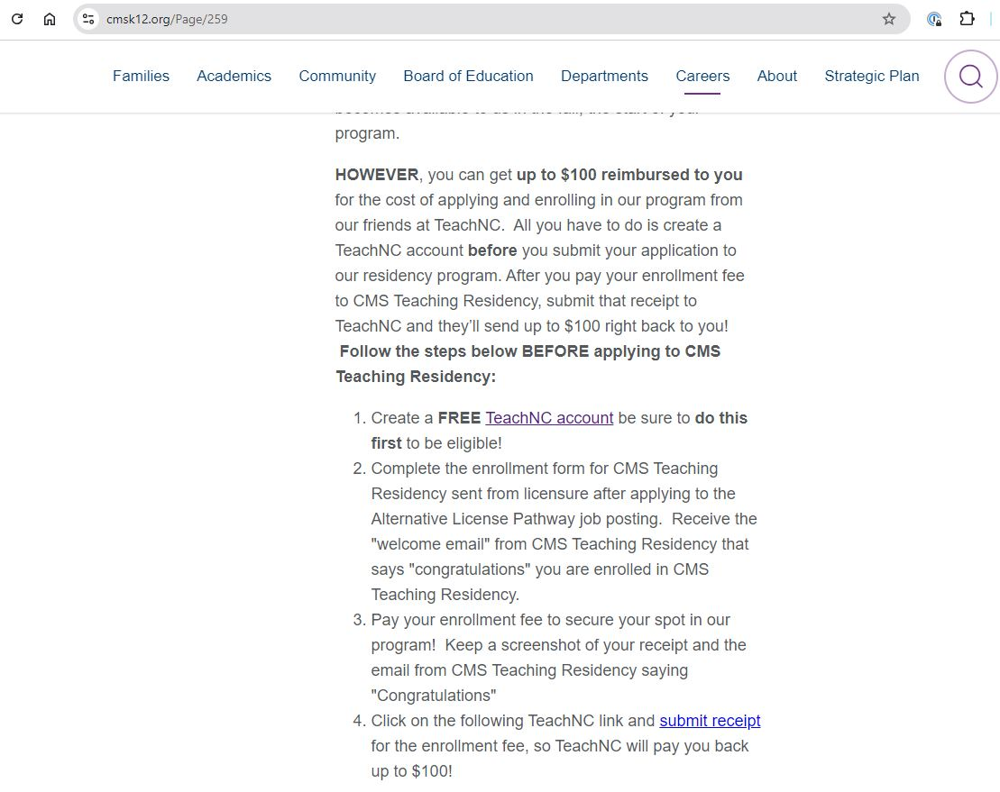 cmsk12.org/Page/259
Families Academics Community Board of Education Departments Careers About Strategic Plan
program.
HOWEVER, you can get up to $100 reimbursed to you
for the cost of applying and enrolling in our program from
our friends at TeachNC.  All you have to do is create a
TeachNC account before you submit your application to
our residency program. After you pay your enrollment fee
to CMS Teaching Residency, submit that receipt to
TeachNC and they’ll send up to $100 right back to you!
Follow the steps below BEFORE applying to CMS
Teaching Residency:
1. Create a FREE TeachNC account be sure to do this
first to be eligible!
2. Complete the enrollment form for CMS Teaching
Residency sent from licensure after applying to the
Alternative License Pathway job posting.  Receive the
"welcome email" from CMS Teaching Residency that
says "congratulations" you are enrolled in CMS
Teaching Residency.
3. Pay your enrollment fee to secure your spot in our
program!  Keep a screenshot of your receipt and the
email from CMS Teaching Residency saying
"Congratulations"
4. Click on the following TeachNC link and submit receipt
for the enrollment fee, so TeachNC will pay you back
up to $100!